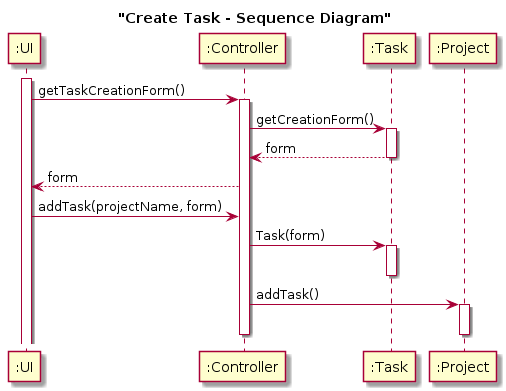 "Create Task - Sequence Diagram"
:UI :Controller :Task :Project
getTaskCreationForm()
getCreationForm()
form
form
addTask(projectName, form)
Task(form)
addTask()
:UI :Controller :Task :Project